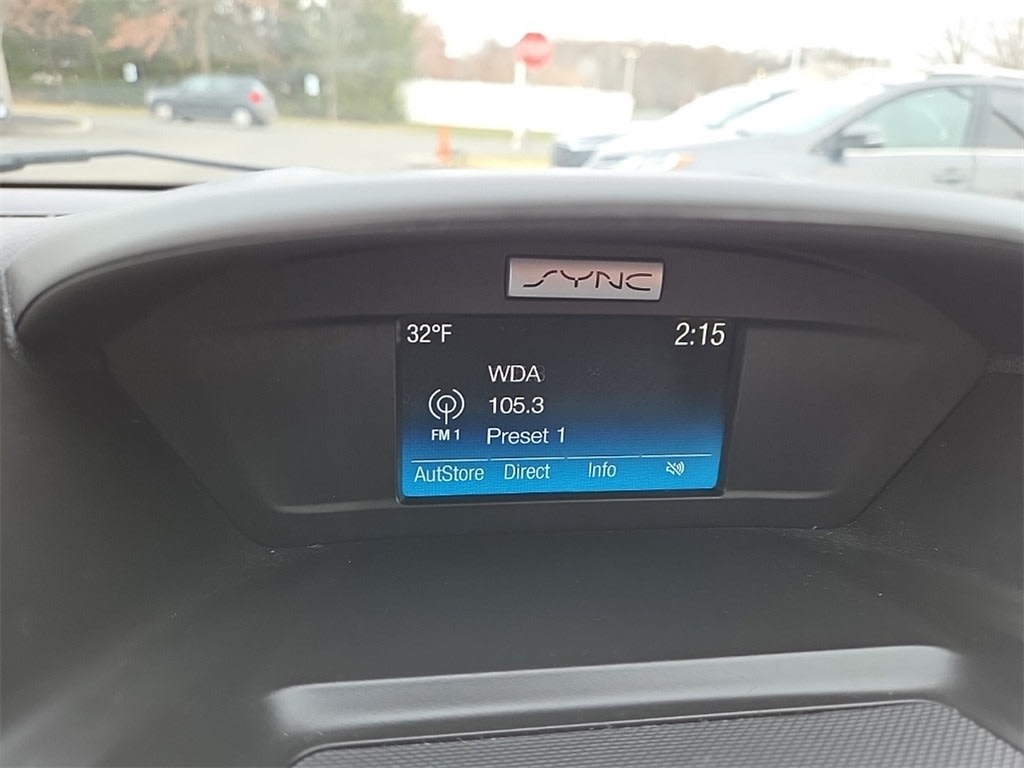 SYNC
32°F 2:15
WDA
105.3
FM 1
Preset 1
AutStore Direct Info